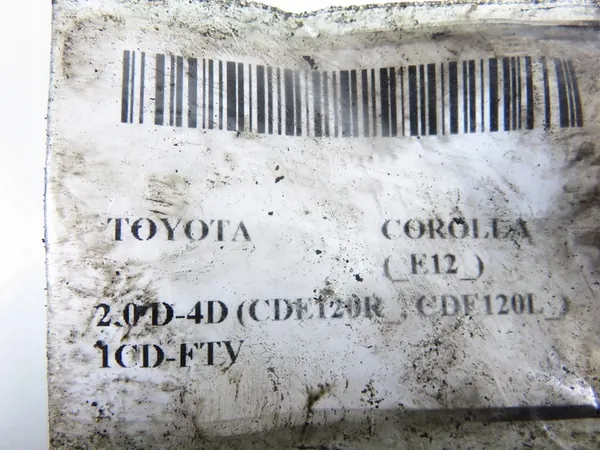 TOYOTA COROLLA
(_E12_)
2.0 D-4D (CDE120R_, CDE120L_)
1CD-FTV